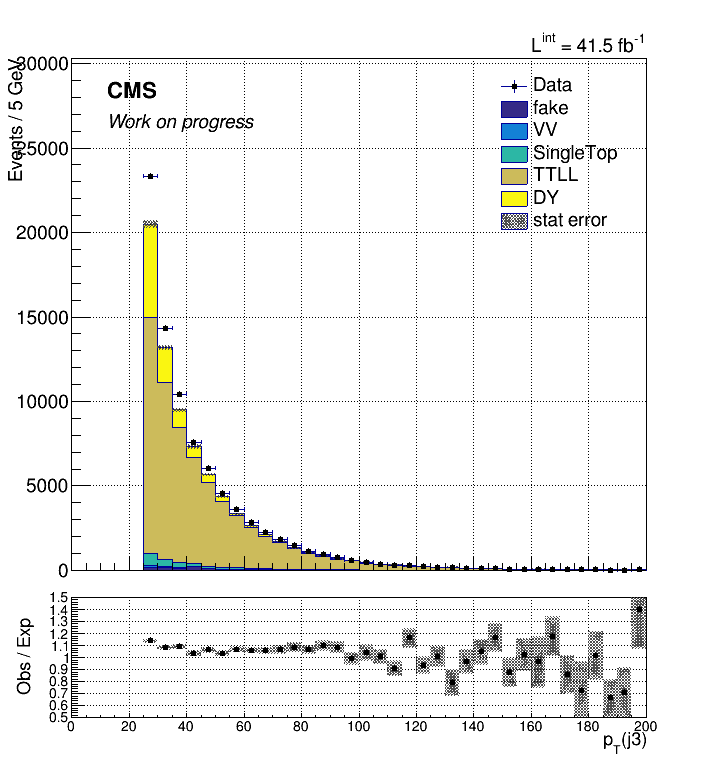 L^int = 41.5 fb^-1
Events / 5 GeV
30000
25000
20000
15000
10000
5000
0
CMS
Work on progress
Data
fake
VV
SingleTop
TTLL
DY
stat error
Obs / Exp
1.5
1.4
1.3
1.2
1.1
1
0.9
0.8
0.7
0.6
0.5
0 20 40 60 80 100 120 140 160 180 200
p_T(j3)